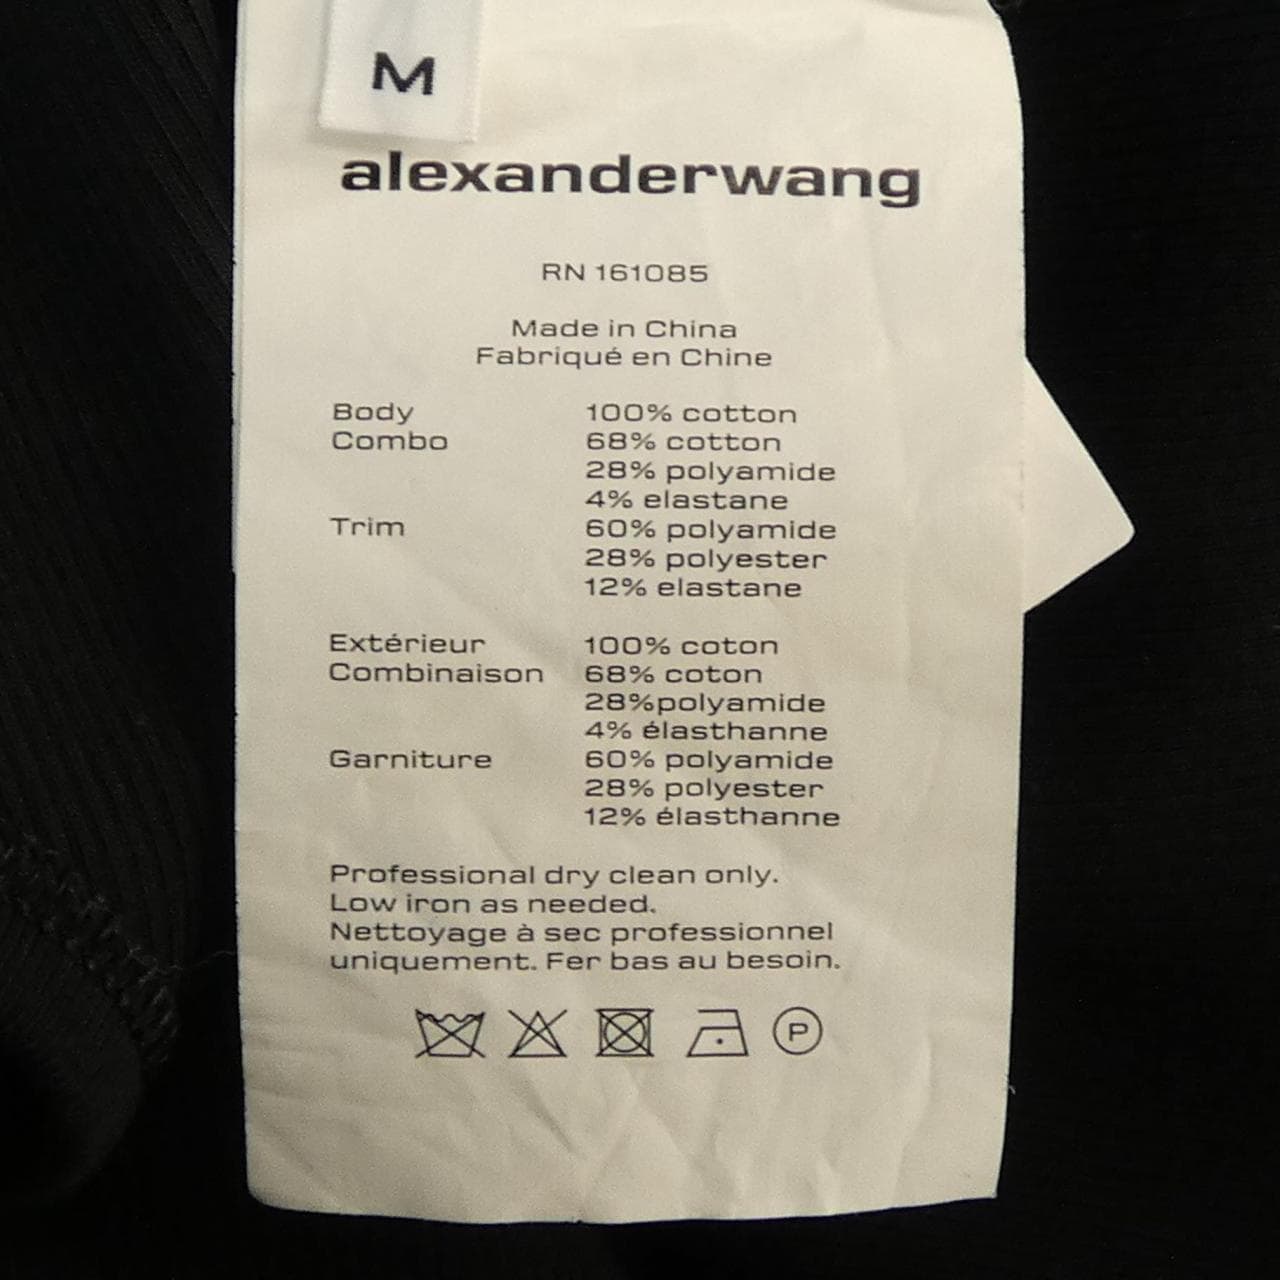 M
alexanderwang
RN 161085
Made in China
Fabriqué en Chine
Body 100% cotton
Combo 68% cotton
28% polyamide
4% elastane
Trim 60% polyamide
28% polyester
12% elastane
Extérieur 100% coton
Combinaison 68% coton
28%polyamide
4% élasthanne
Garniture 60% polyamide
28% polyester
12% élasthanne
Professional dry clean only.
Low iron as needed.
Nettoyage à sec professionnel
uniquement. Fer bas au besoin.
P